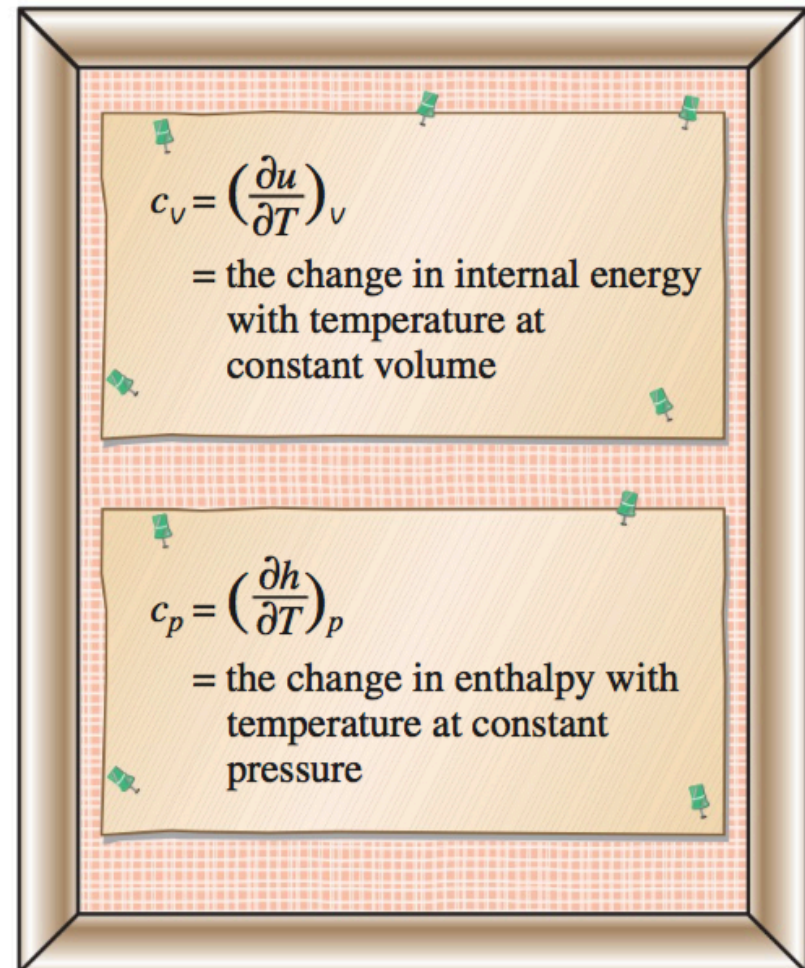 c_v = (∂u/∂T)_v
= the change in internal energy
with temperature at
constant volume
c_p = (∂h/∂T)_p
= the change in enthalpy with
temperature at constant
pressure